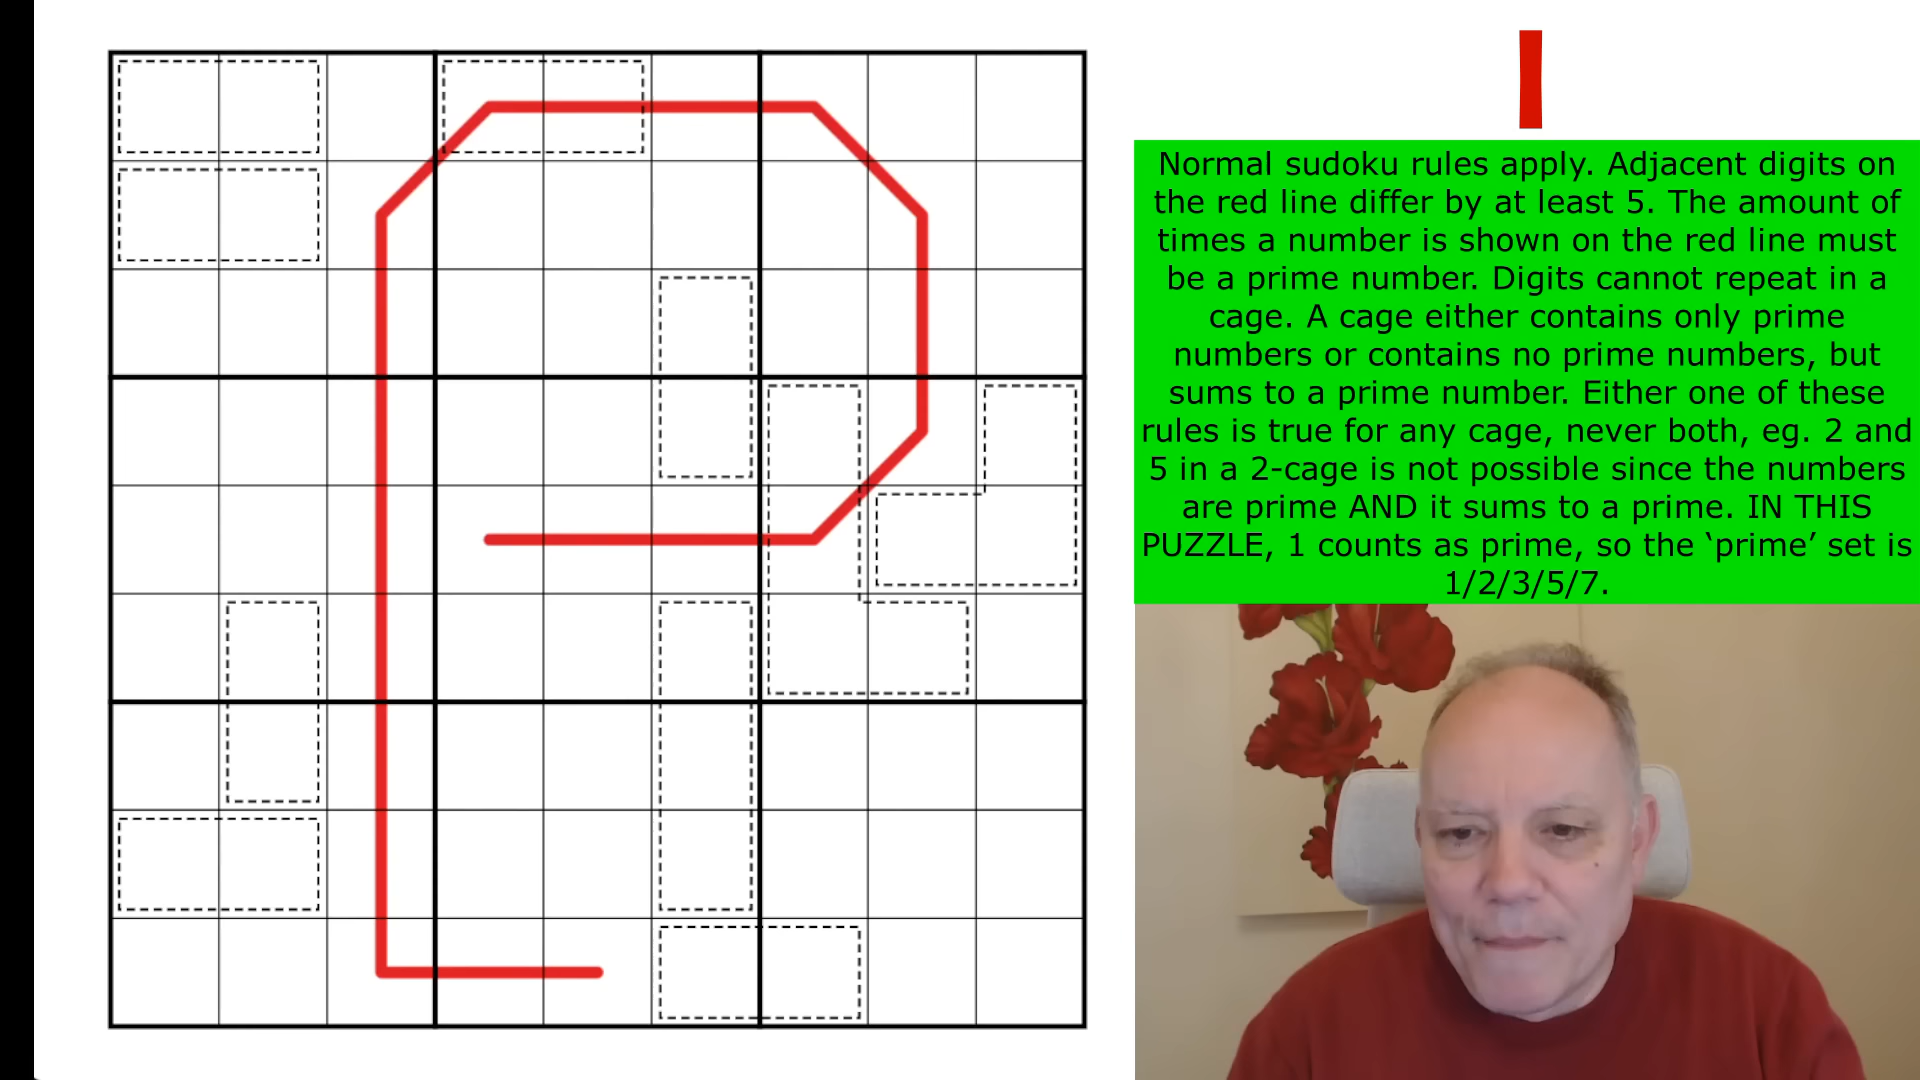 Normal sudoku rules apply. Adjacent digits on
the red line differ by at least 5. The amount of
times a number is shown on the red line must
be a prime number. Digits cannot repeat in a
cage. A cage either contains only prime
numbers or contains no prime numbers, but
sums to a prime number. Either one of these
rules is true for any cage, never both, eg. 2 and
5 in a 2-cage is not possible since the numbers
are prime AND it sums to a prime. IN THIS
PUZZLE, 1 counts as prime, so the ‘prime’ set is
1/2/3/5/7.